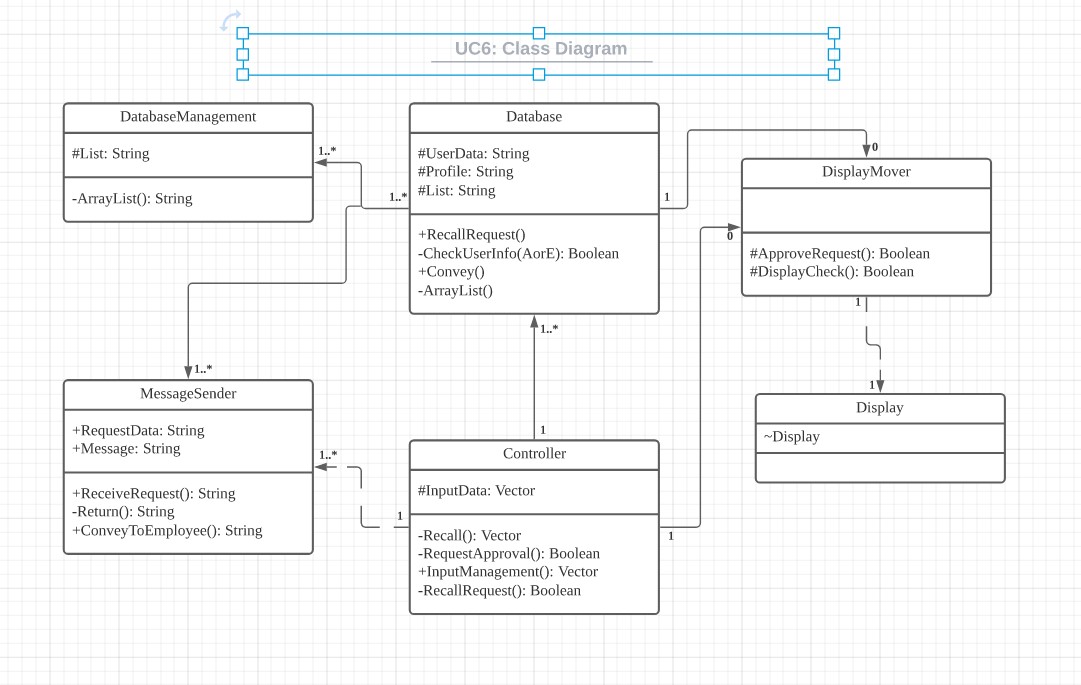 UC6: Class Diagram
DatabaseManagement
#List: String
-ArrayList(): String
1..*
Database
#UserData: String
#Profile: String
#List: String
+RecallRequest()
-CheckUserInfo(AorE): Boolean
+Convey()
-ArrayList()
1..*
1
0
DisplayMover
#ApproveRequest(): Boolean
#DisplayCheck(): Boolean
0
1
1..*
1..*
1
Display
~Display
MessageSender
+RequestData: String
+Message: String
+ReceiveRequest(): String
-Return(): String
+ConveyToEmployee(): String
1..*
1
1
Controller
#InputData: Vector
-Recall(): Vector
-RequestApproval(): Boolean
+InputManagement(): Vector
-RecallRequest(): Boolean
1